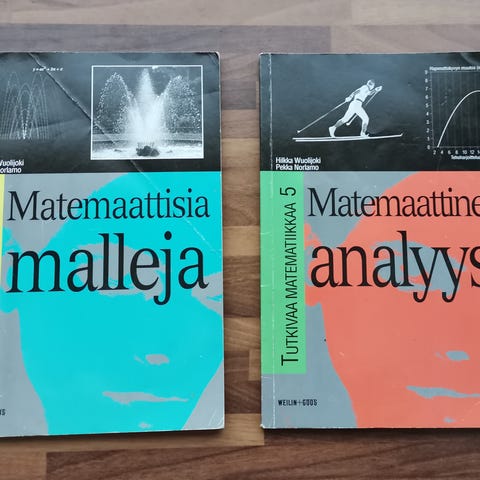 Wuolijoki
Norlamo
Matemaattisia
malleja
Hilkka Wuolijoki
Pekka Norlamo
TUTKIVAA MATEMATIIKKAA 5
Matemaattine
analyys
WEILIN+GÖÖS